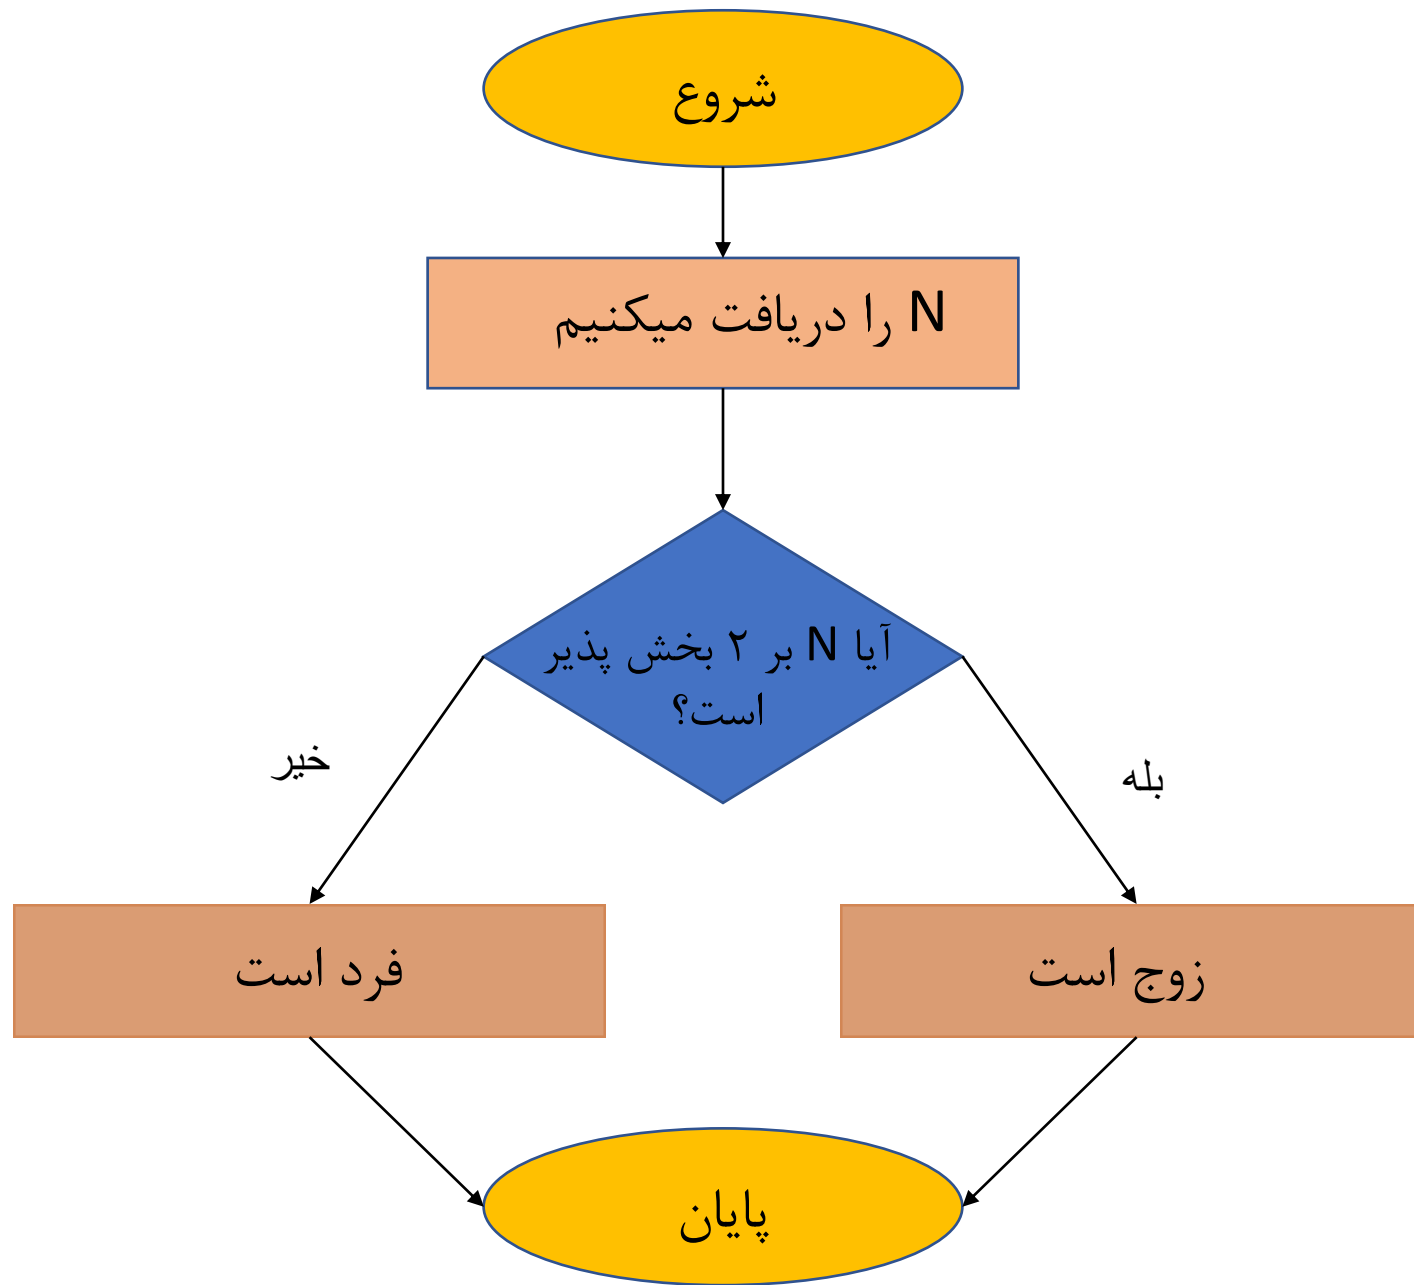 شروع
N را دریافت میکنیم
آیا N بر ۲ بخش پذیر
است؟
بله
خیر
زوج است
فرد است
پایان